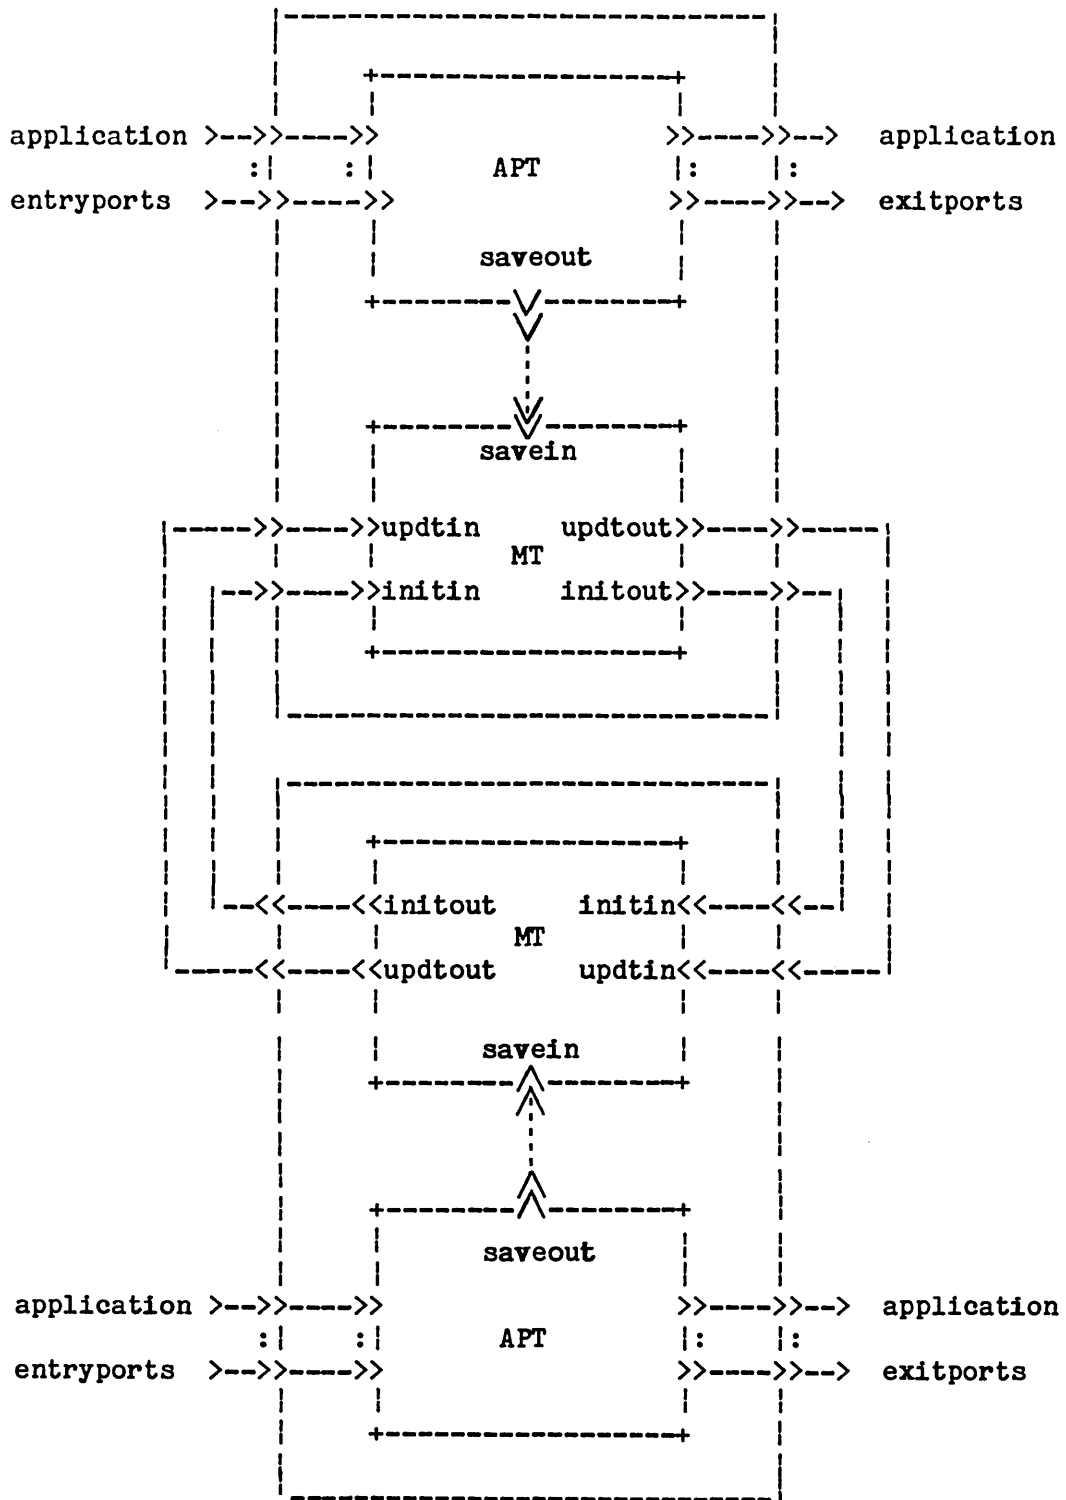 application >-->>---->> >>---->>--> application
:| :| APT |: |:
entryports >-->>---->> >>---->>--> exitports
saveout
savein
----->>---->>updtin updtout>>---->>-----
MT
-->>---->>initin initout>>---->>--
--<<----<<initout initin<<----<<--
MT
-----<<----<<updtout updtin<<----<<-----
savein
saveout
application >-->>---->> >>---->>--> application
:| :| APT |: |:
entryports >-->>---->> >>---->>--> exitports